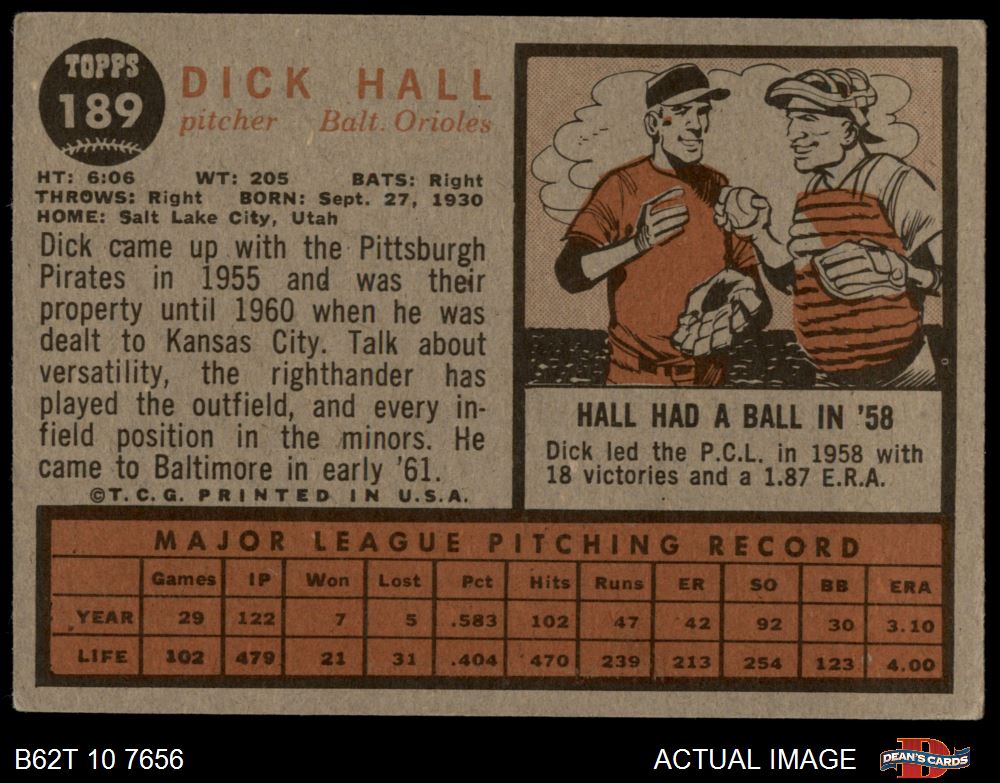 TOPPS
189
DICK HALL
pitcher Balt. Orioles
HT: 6:06 WT: 205 BATS: Right
THROWS: Right BORN: Sept. 27, 1930
HOME: Salt Lake City, Utah
Dick came up with the Pittsburgh
Pirates in 1955 and was their
property until 1960 when he was
dealt to Kansas City. Talk about
versatility, the righthander has
played the outfield, and every in-
field position in the minors. He
came to Baltimore in early '61.
©T.C.G. PRINTED IN U.S.A.
HALL HAD A BALL IN '58
Dick led the P.C.L. in 1958 with
18 victories and a 1.87 E.R.A.
MAJOR LEAGUE PITCHING RECORD
Games IP Won Lost Pct Hits Runs ER SO BB ERA
YEAR 29 122 7 5 .583 102 47 42 92 30 3.10
LIFE 102 479 21 31 .404 470 239 213 254 123 4.00
B62T 10 7656
ACTUAL IMAGE
D
DEAN'S CARDS